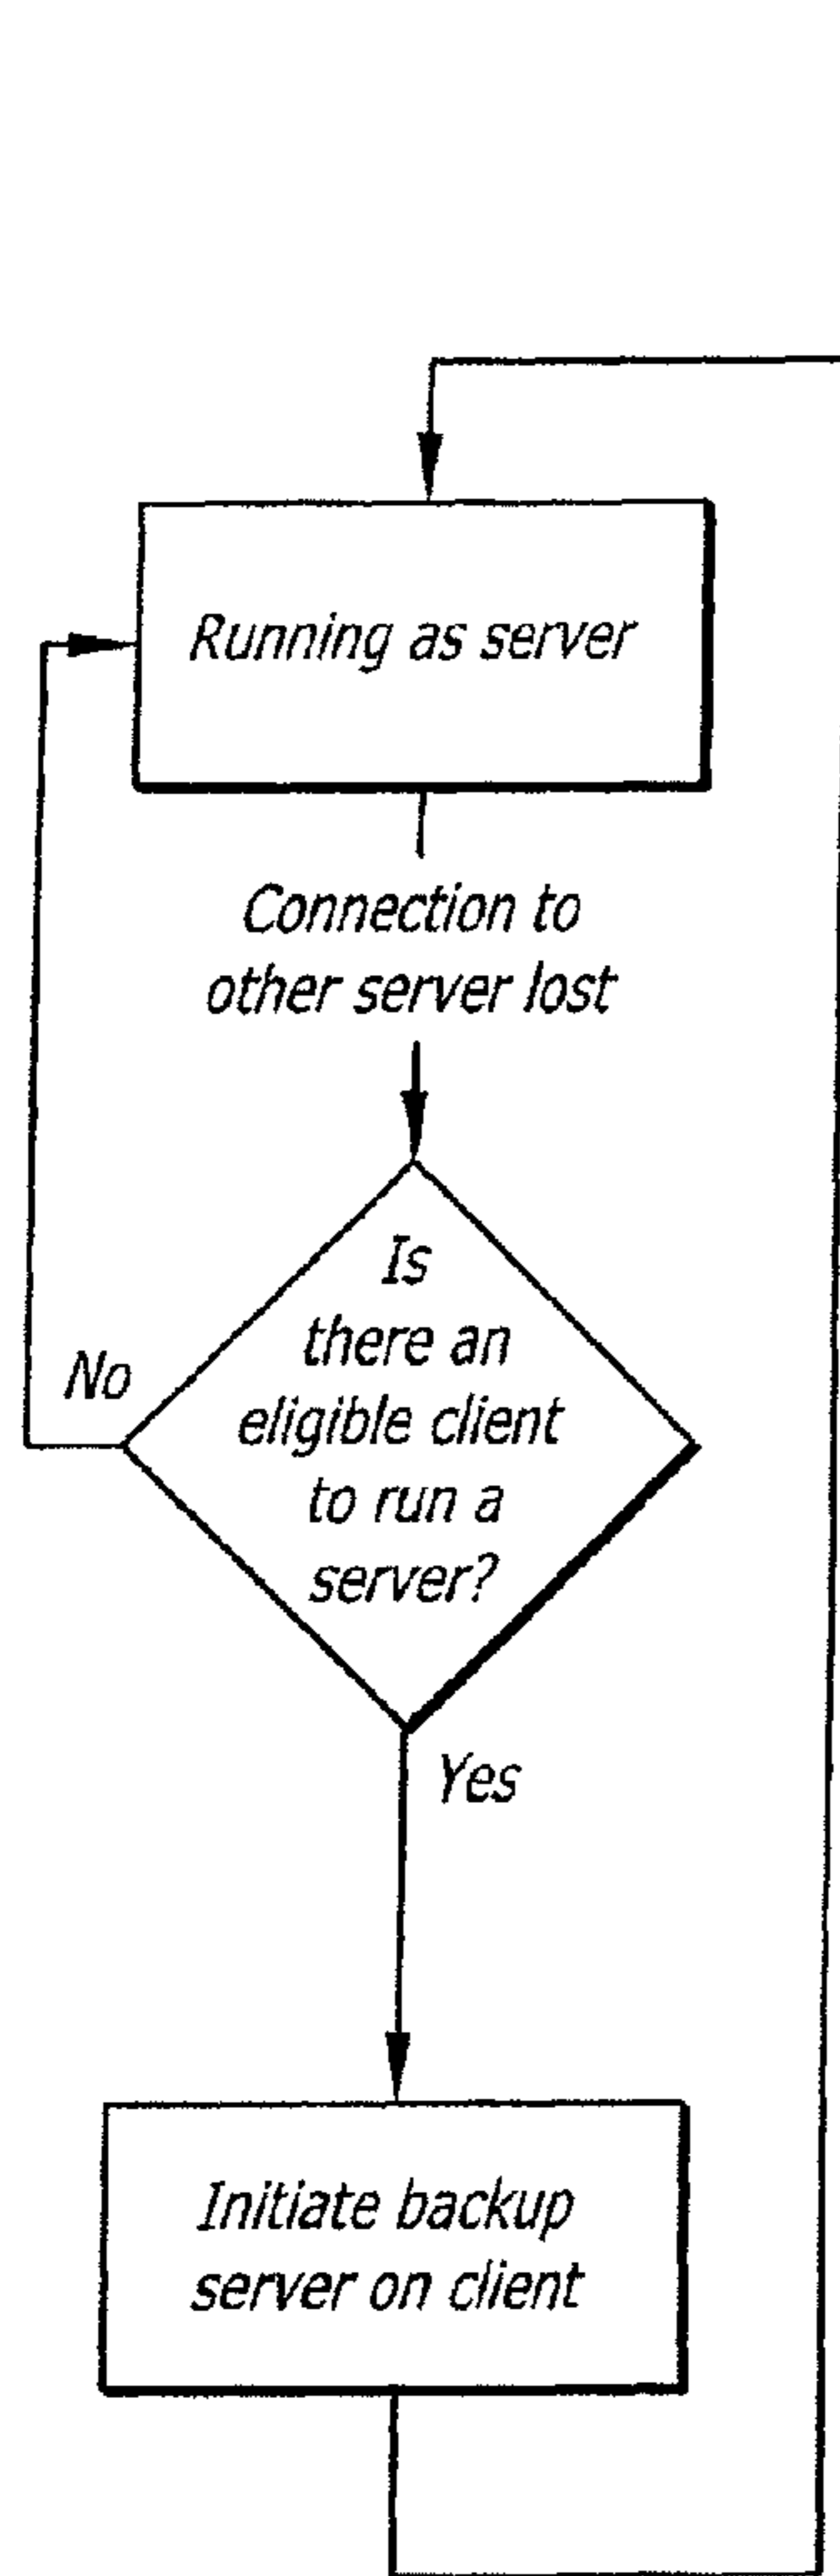 Running as server
Connection to
other server lost
Is
there an
eligible client
to run a
server?
No
Yes
Initiate backup
server on client